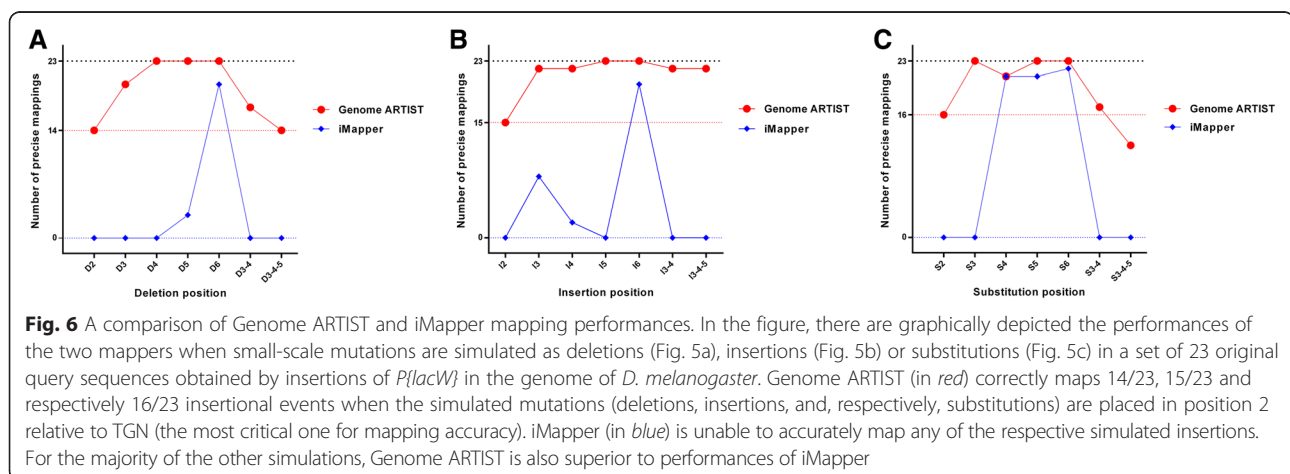 A
Number of precise mappings
23
14
0
D2
D3
D4
D5
D6
D3-4
D3-4-5
Deletion position
Genome ARTIST
iMapper
B
Number of precise mappings
23
15
0
I2
I3
I4
I5
I6
I3-4
I3-4-5
Insertion position
Genome ARTIST
iMapper
C
Number of precise mappings
23
16
0
S2
S3
S4
S5
S6
S3-4
S3-4-5
Substitution position
Genome ARTIST
iMapper
Fig. 6 A comparison of Genome ARTIST and iMapper mapping performances. In the figure, there are graphically depicted the performances of
the two mappers when small-scale mutations are simulated as deletions (Fig. 5a), insertions (Fig. 5b) or substitutions (Fig. 5c) in a set of 23 original
query sequences obtained by insertions of P{lacW} in the genome of D. melanogaster. Genome ARTIST (in red) correctly maps 14/23, 15/23 and
respectively 16/23 insertional events when the simulated mutations (deletions, insertions, and, respectively, substitutions) are placed in position 2
relative to TGN (the most critical one for mapping accuracy). iMapper (in blue) is unable to accurately map any of the respective simulated insertions.
For the majority of the other simulations, Genome ARTIST is also superior to performances of iMapper